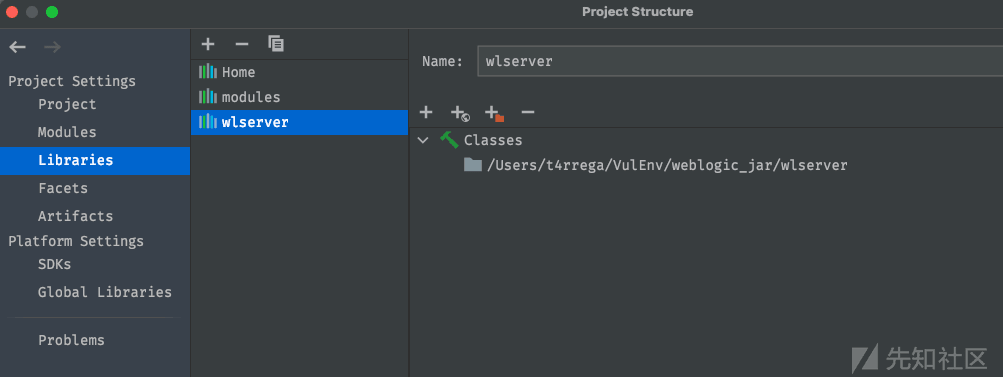 Project Structure
Project Settings
Project
Modules
Libraries
Facets
Artifacts
Platform Settings
SDKs
Global Libraries
Problems
Home
modules
wlserver
Name: wlserver
Classes
/Users/t4rrega/VulEnv/weblogic_jar/wlserver
先知社区